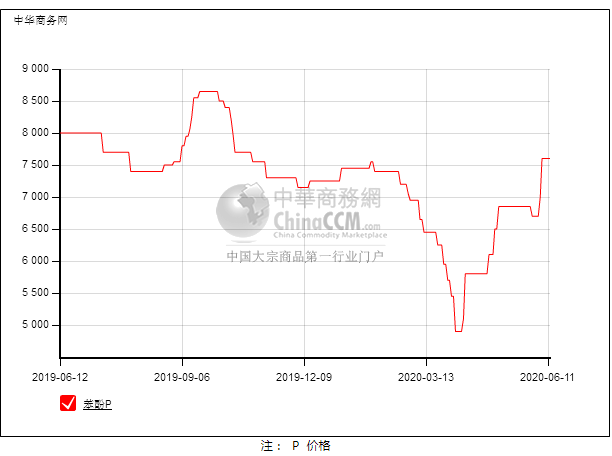 中华商务网
9 000
8 500
8 000
7 500
7 000
6 500
6 000
5 500
5 000
中華商務網
ChinaCCM.com
China Commodity Marketplace
中国大宗商品第一行业门户
2019-06-12 2019-09-06 2019-12-09 2020-03-13 2020-06-11
苯酚P
注： P 价格